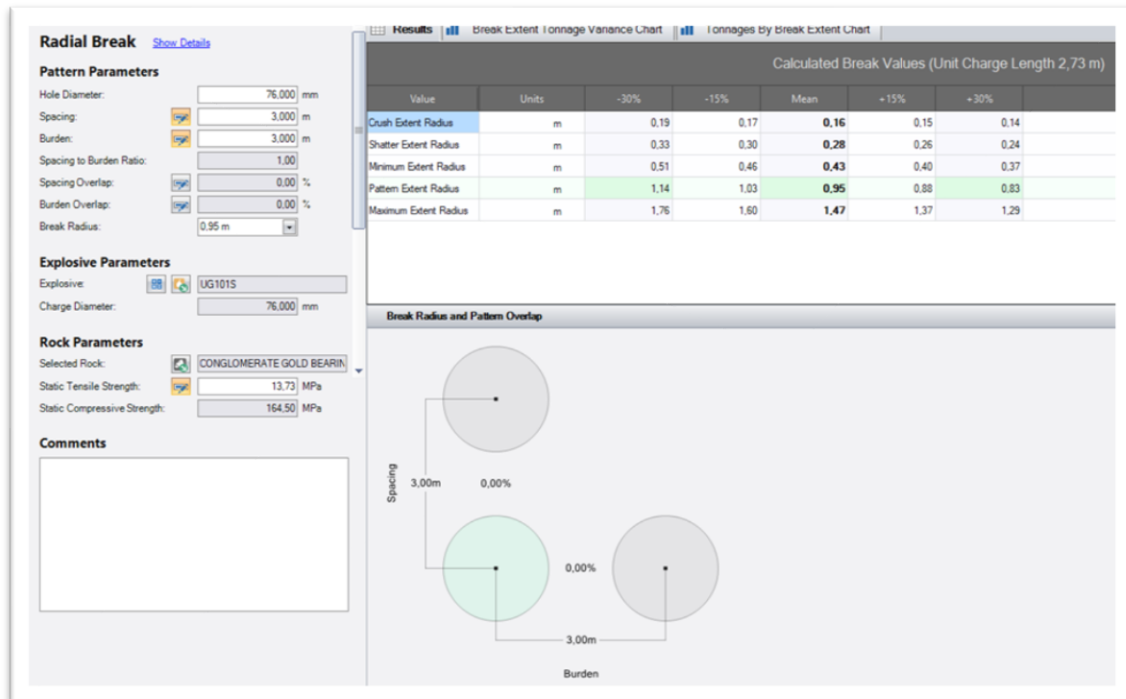 Radial Break Show Details
Pattern Parameters
Hole Diameter: 76,000 mm
Spacing: 3,000 m
Burden: 3,000 m
Spacing to Burden Ratio: 1,00
Spacing Overlap: 0,00 %
Burden Overlap: 0,00 %
Break Radius: 0,95 m
Explosive Parameters
Explosive: UG101S
Charge Diameter: 76,000 mm
Rock Parameters
Selected Rock: CONGLOMERATE GOLD BEARIN
Static Tensile Strength: 13,73 MPa
Static Compressive Strength: 164,50 MPa
Comments
Results Break Extent Tonnage Variance Chart Tonnages By Break Extent Chart
Calculated Break Values (Unit Charge Length 2,73 m)
Value Units -30% -15% Mean +15% +30%
Crush Extent Radius m 0,19 0,17 0,16 0,15 0,14
Shatter Extent Radius m 0,33 0,30 0,28 0,26 0,24
Minimum Extent Radius m 0,51 0,46 0,43 0,40 0,37
Pattern Extent Radius m 1,14 1,03 0,95 0,88 0,83
Maximum Extent Radius m 1,76 1,60 1,47 1,37 1,29
Break Radius and Pattern Overlap
Spacing
3,00m 0,00%
0,00%
3,00m
Burden